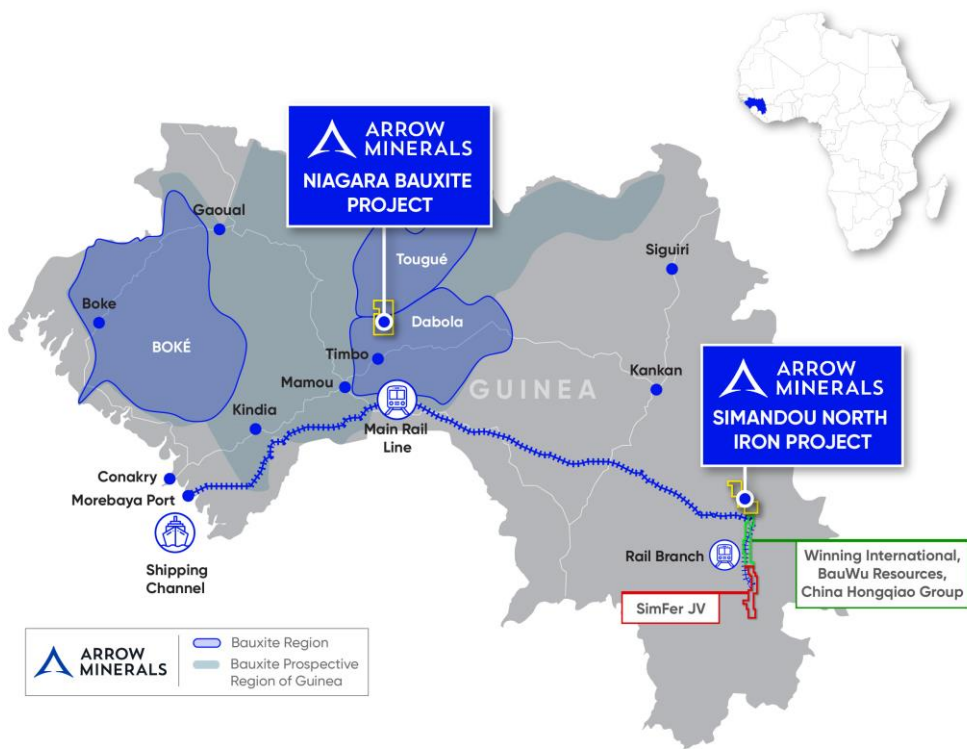 ARROW
MINERALS
NIAGARA BAUXITE
PROJECT
Gaoual
Tougué
Siguiri
Boke
BOKÉ
Dabola
Timbo
Mamou
GUINEA
Kankan
ARROW
MINERALS
SIMANDOU NORTH
IRON PROJECT
Kindia
Main Rail
Line
Conakry
Morebaya Port
Shipping
Channel
Rail Branch
Winning International,
BauWu Resources,
China Hongqiao Group
SimFer JV
ARROW
MINERALS
Bauxite Region
Bauxite Prospective
Region of Guinea